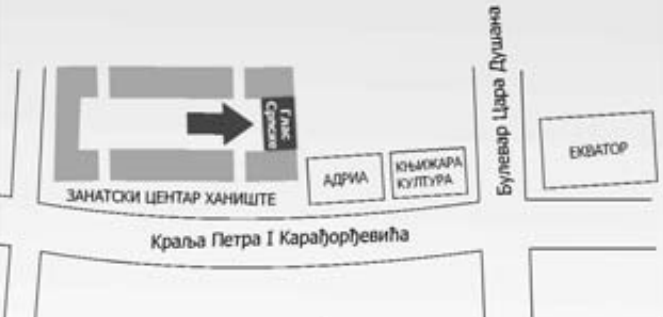 Булевар Цара Душана
Глас
Српске
ЕКВАТОР
АДРИА
КЊИЖАРА
КУЛТУРА
ЗАНАТСКИ ЦЕНТАР ХАНИШТЕ
Краља Петра I Карађорђевића